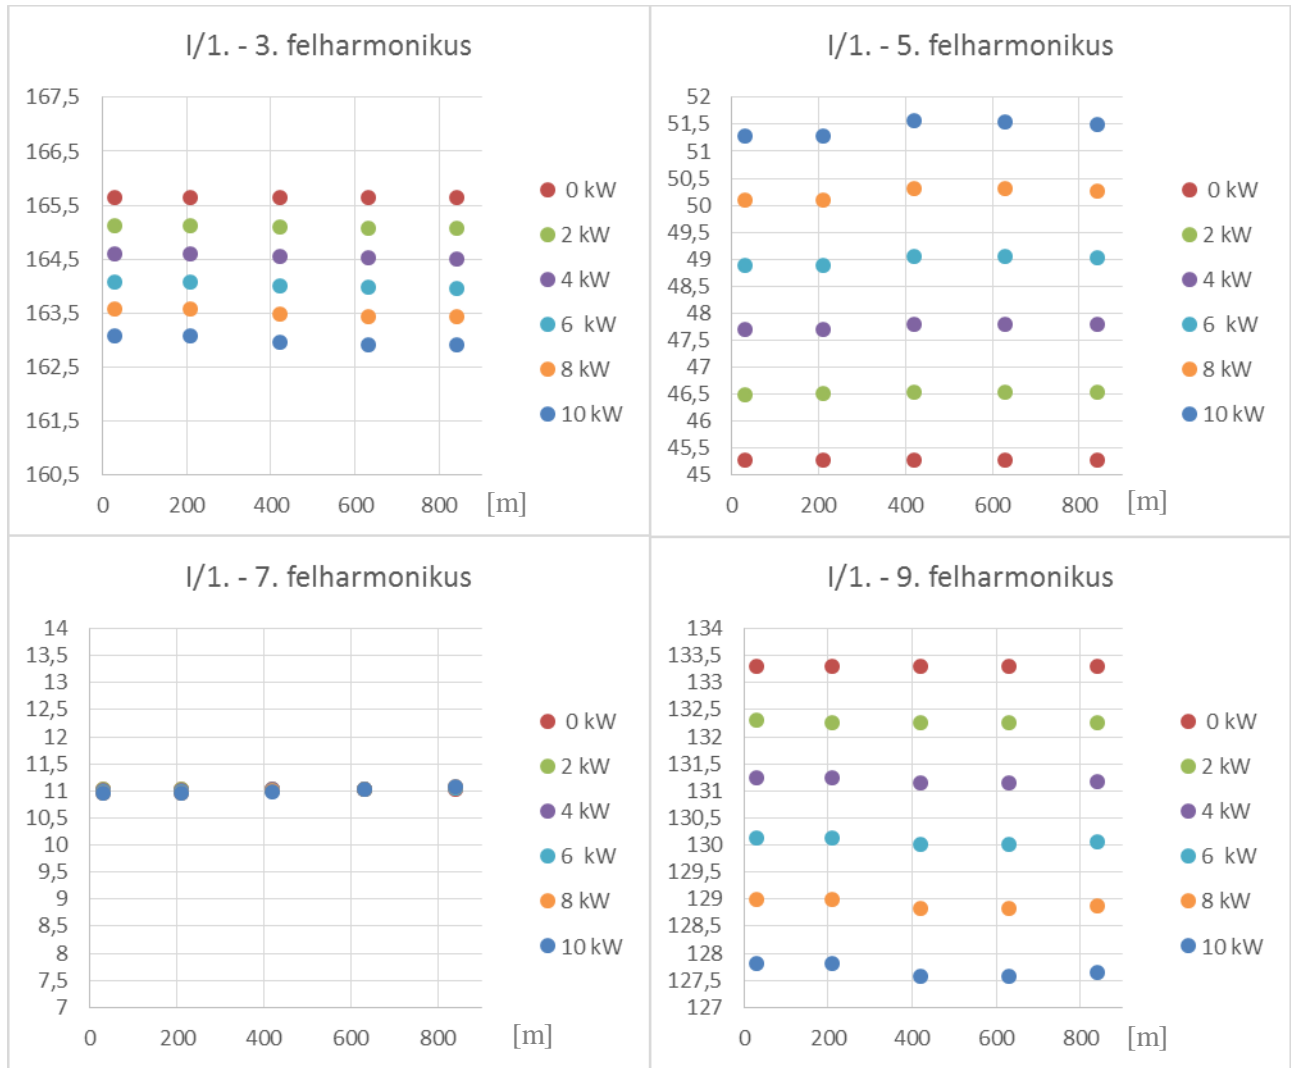 I/1. - 3. felharmonikus
167,5
166,5
165,5
164,5
163,5
162,5
161,5
160,5
0 200 400 600 800 [m]
0 kW
2 kW
4 kW
6 kW
8 kW
10 kW
I/1. - 5. felharmonikus
52
51,5
51
50,5
50
49,5
49
48,5
48
47,5
47
46,5
46
45,5
45
0 200 400 600 800 [m]
0 kW
2 kW
4 kW
6 kW
8 kW
10 kW
I/1. - 7. felharmonikus
14
13,5
13
12,5
12
11,5
11
10,5
10
9,5
9
8,5
8
7,5
7
0 200 400 600 800 [m]
0 kW
2 kW
4 kW
6 kW
8 kW
10 kW
I/1. - 9. felharmonikus
134
133,5
133
132,5
132
131,5
131
130,5
130
129,5
129
128,5
128
127,5
127
0 200 400 600 800 [m]
0 kW
2 kW
4 kW
6 kW
8 kW
10 kW